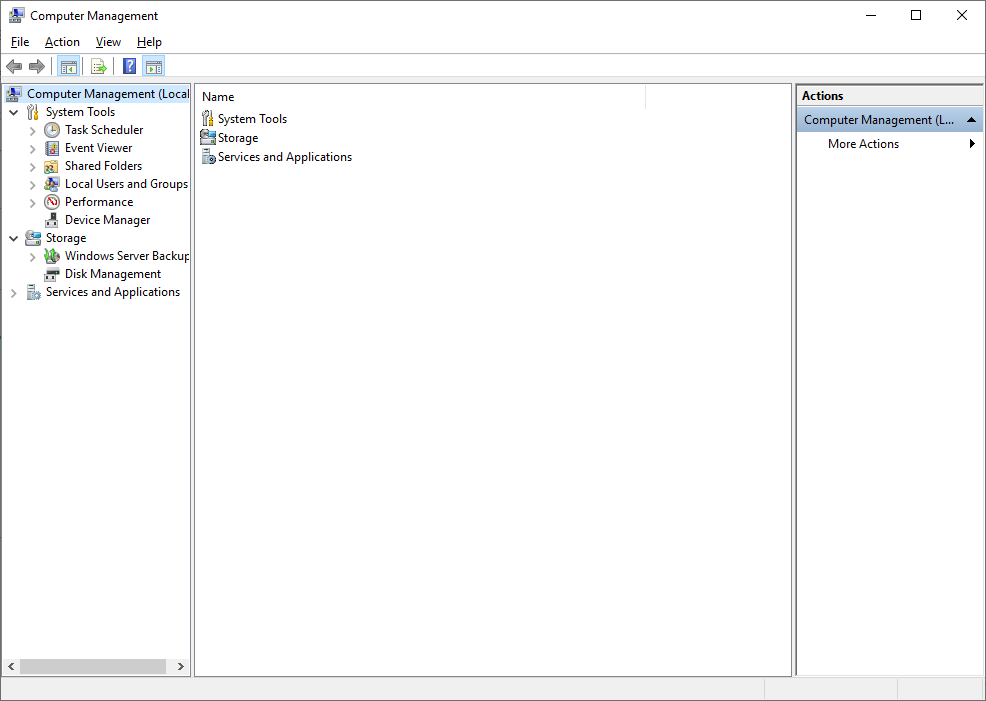 Computer Management
File Action View Help
Computer Management (Local
System Tools
Task Scheduler
Event Viewer
Shared Folders
Local Users and Groups
Performance
Device Manager
Storage
Windows Server Backup
Disk Management
Services and Applications
Name
System Tools
Storage
Services and Applications
Actions
Computer Management (L...
More Actions